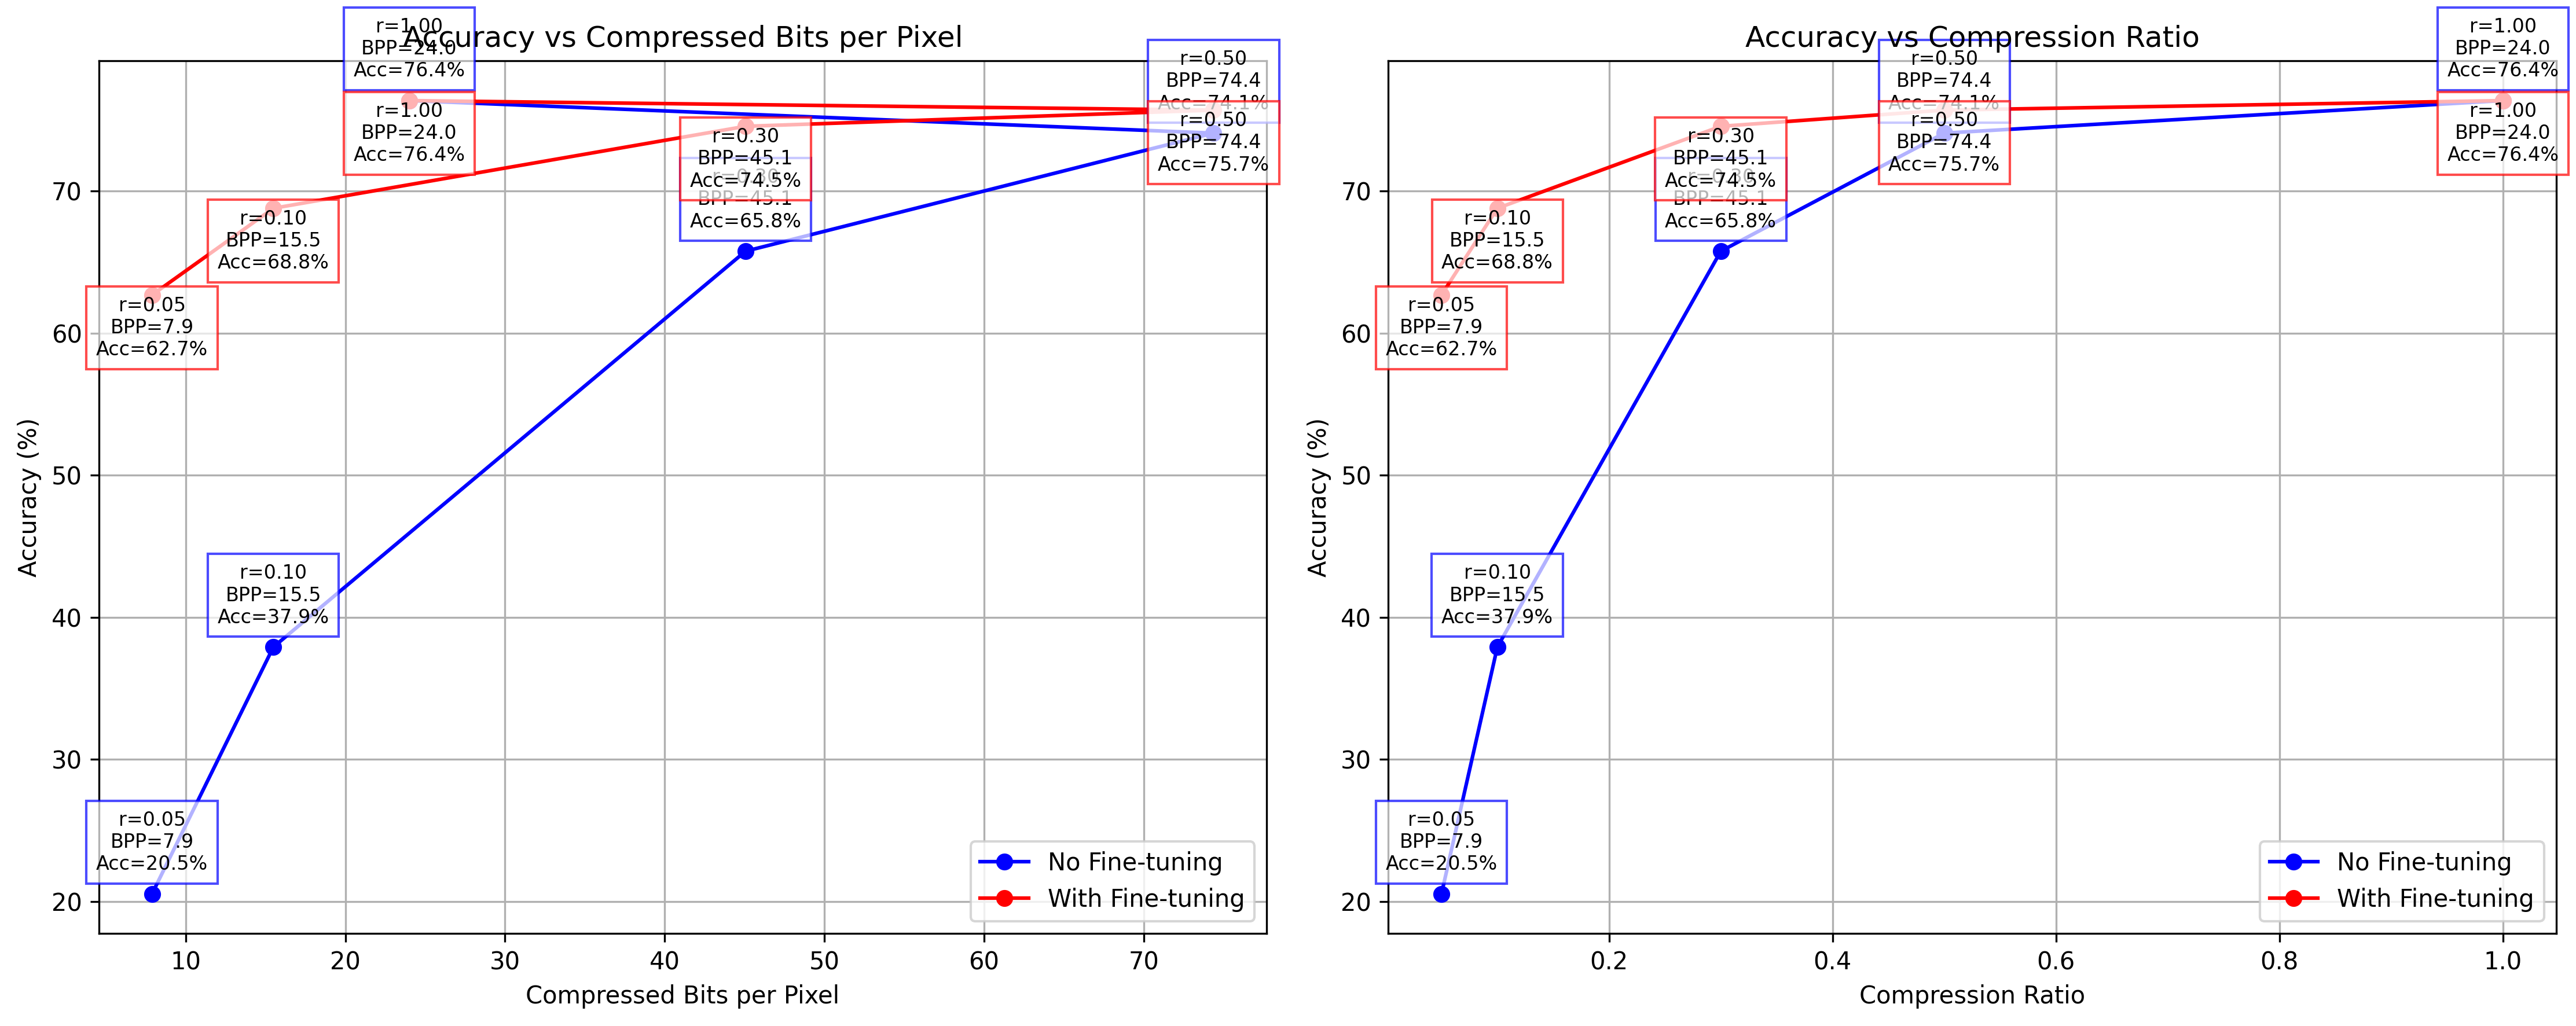 Accuracy vs Compressed Bits per Pixel
r=1.00
BPP=24.0
Acc=76.4%
r=1.00
BPP=24.0
Acc=76.4%
r=0.50
BPP=74.4
Acc=74.1%
r=0.50
BPP=74.4
Acc=75.7%
r=0.30
BPP=45.1
Acc=74.5%
r=0.30
BPP=45.1
Acc=65.8%
r=0.10
BPP=15.5
Acc=68.8%
r=0.05
BPP=7.9
Acc=62.7%
r=0.10
BPP=15.5
Acc=37.9%
r=0.05
BPP=7.9
Acc=20.5%
70
60
50
40
30
20
Accuracy (%)
No Fine-tuning
With Fine-tuning
10 20 30 40 50 60 70
Compressed Bits per Pixel
Accuracy vs Compression Ratio
r=1.00
BPP=24.0
Acc=76.4%
r=1.00
BPP=24.0
Acc=76.4%
r=0.50
BPP=74.4
Acc=74.1%
r=0.50
BPP=74.4
Acc=75.7%
r=0.30
BPP=45.1
Acc=74.5%
r=0.30
BPP=45.1
Acc=65.8%
r=0.10
BPP=15.5
Acc=68.8%
r=0.05
BPP=7.9
Acc=62.7%
r=0.10
BPP=15.5
Acc=37.9%
r=0.05
BPP=7.9
Acc=20.5%
70
60
50
40
30
20
Accuracy (%)
No Fine-tuning
With Fine-tuning
0.2 0.4 0.6 0.8 1.0
Compression Ratio